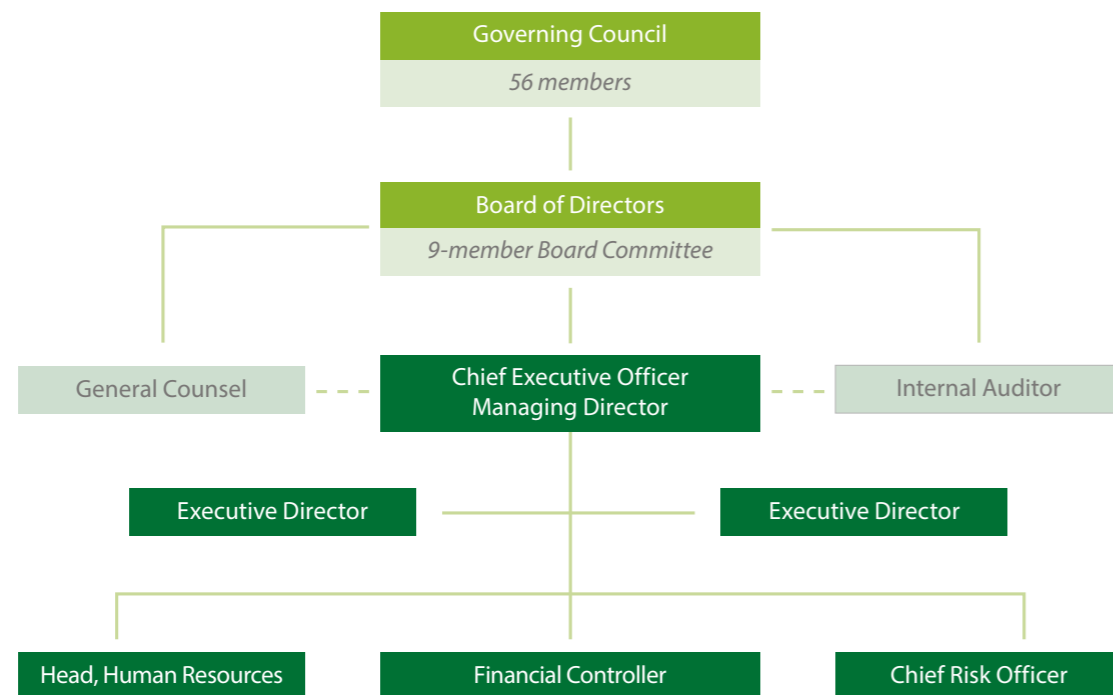 Governing Council
56 members
Board of Directors
9-member Board Committee
General Counsel
Chief Executive Officer
Managing Director
Internal Auditor
Executive Director
Executive Director
Head, Human Resources
Financial Controller
Chief Risk Officer